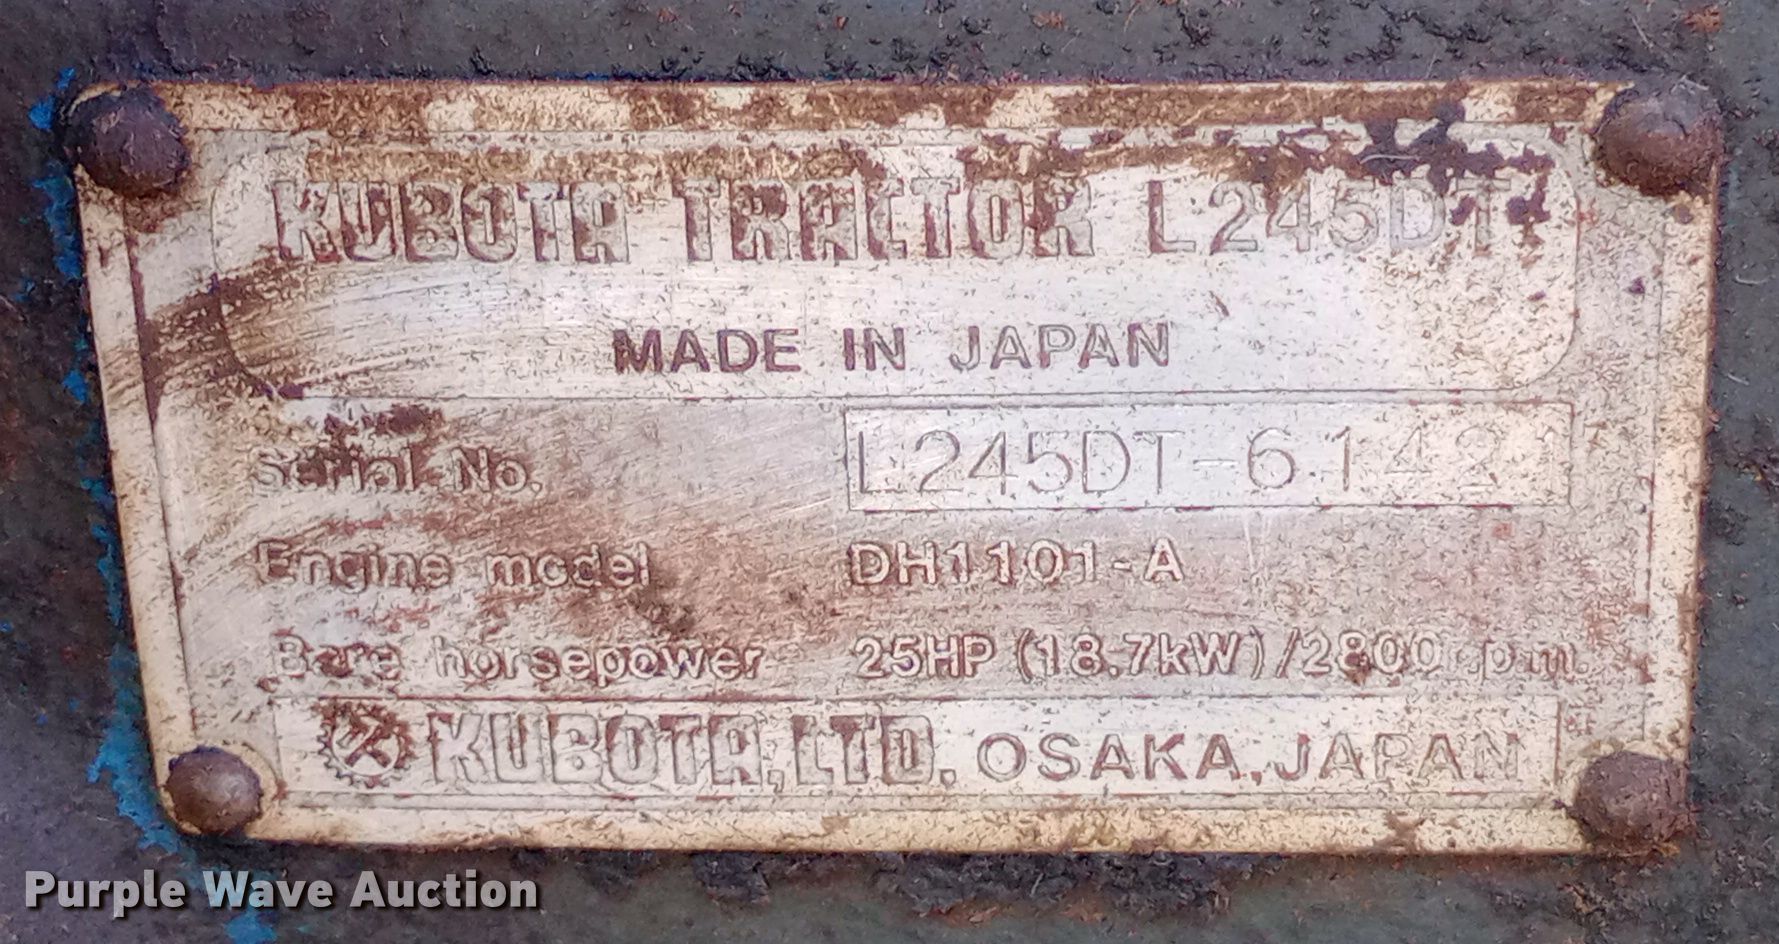 KUBOTA TRACTOR L245DT
MADE IN JAPAN
Serial No. L245DT-61421
Engine model DH1101-A
Bare horsepower 25HP (18.7kW)/2800 r.p.m.
KUBOTA, LTD. OSAKA, JAPAN
Purple Wave Auction